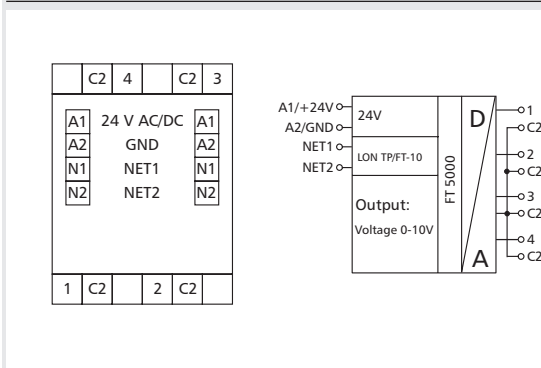 C2 4 C2 3
A1 24 V AC/DC A1
A2 GND A2
N1 NET1 N1
N2 NET2 N2
1 C2 2 C2
A1/+24V
A2/GND
NET1
NET2
24V
LON TP/FT-10
Output:
Voltage 0-10V
FT 5000
D
A
1
C2
2
C2
3
C2
4
C2